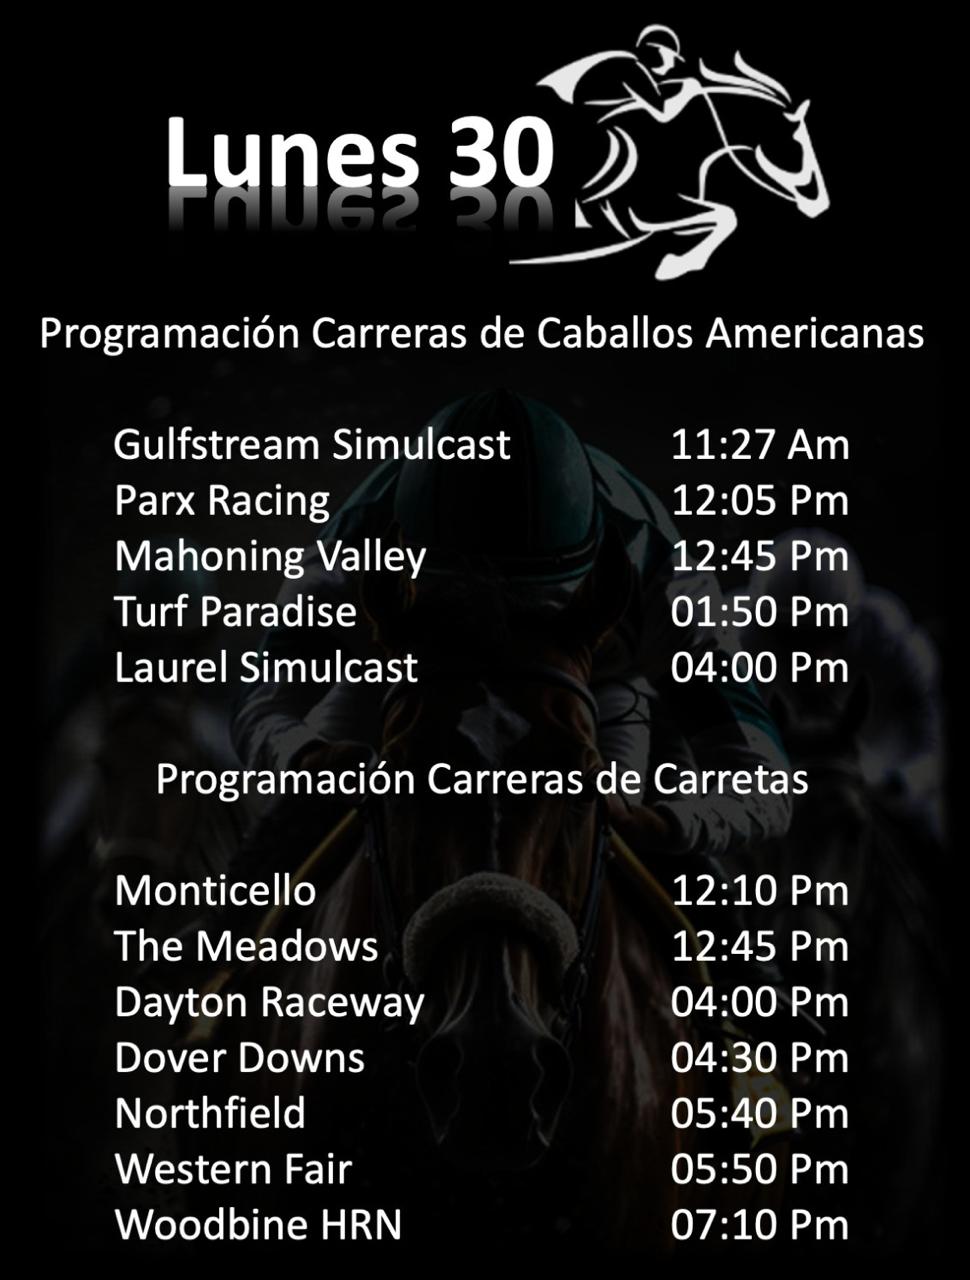 Lunes 30
Programación Carreras de Caballos Americanas
Gulfstream Simulcast 11:27 Am
Parx Racing 12:05 Pm
Mahoning Valley 12:45 Pm
Turf Paradise 01:50 Pm
Laurel Simulcast 04:00 Pm
Programación Carreras de Carretas
Monticello 12:10 Pm
The Meadows 12:45 Pm
Dayton Raceway 04:00 Pm
Dover Downs 04:30 Pm
Northfield 05:40 Pm
Western Fair 05:50 Pm
Woodbine HRN 07:10 Pm